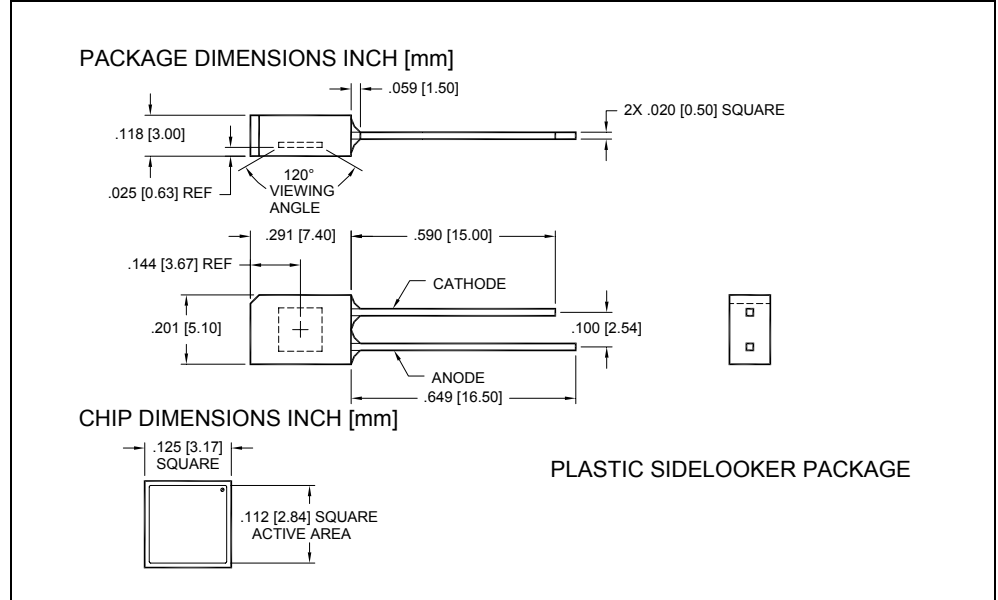 PACKAGE DIMENSIONS INCH [mm]
.059 [1.50]
2X .020 [0.50] SQUARE
.118 [3.00]
.025 [0.63] REF
120°
VIEWING
ANGLE
.291 [7.40]
.590 [15.00]
.144 [3.67] REF
CATHODE
.201 [5.10]
.100 [2.54]
ANODE
.649 [16.50]
CHIP DIMENSIONS INCH [mm]
.125 [3.17]
SQUARE
PLASTIC SIDELOOKER PACKAGE
.112 [2.84] SQUARE
ACTIVE AREA